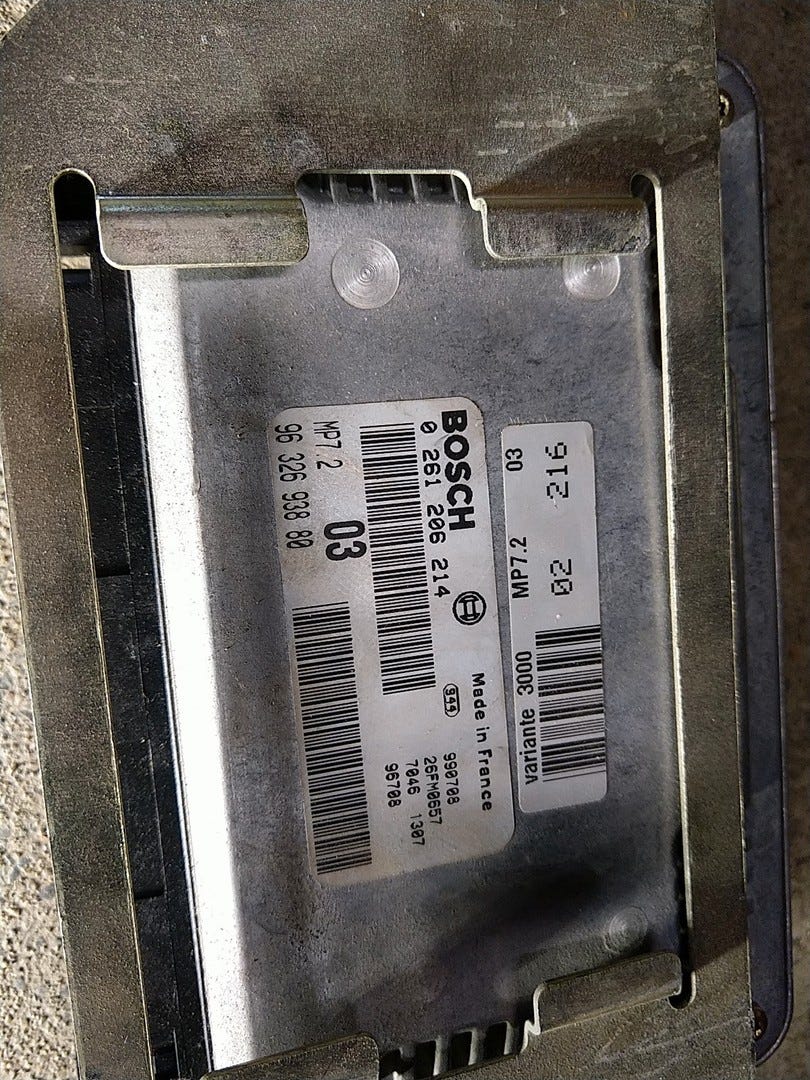 variante 3000 MP7.2 03
02 216
BOSCH
0 261 206 214
Made in France
944
990708
26FM0657
7046 1307
96708
MP7.2 03
96 326 938 80